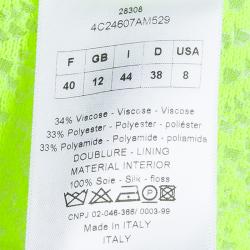 28308
4C24607AM529
F GB I D USA
40 12 44 38 8
34% Viscose - Viscose - Viscosa
33% Polyester - Polyester - poliéster
33% Polyamide - Polyamide - poliamida
DOUBLURE - LINING
MATERIAL INTERIOR
100% Soie - Silk - floss
CNPJ 02-046-366/ 0003-99
Made in ITALY
ITALY